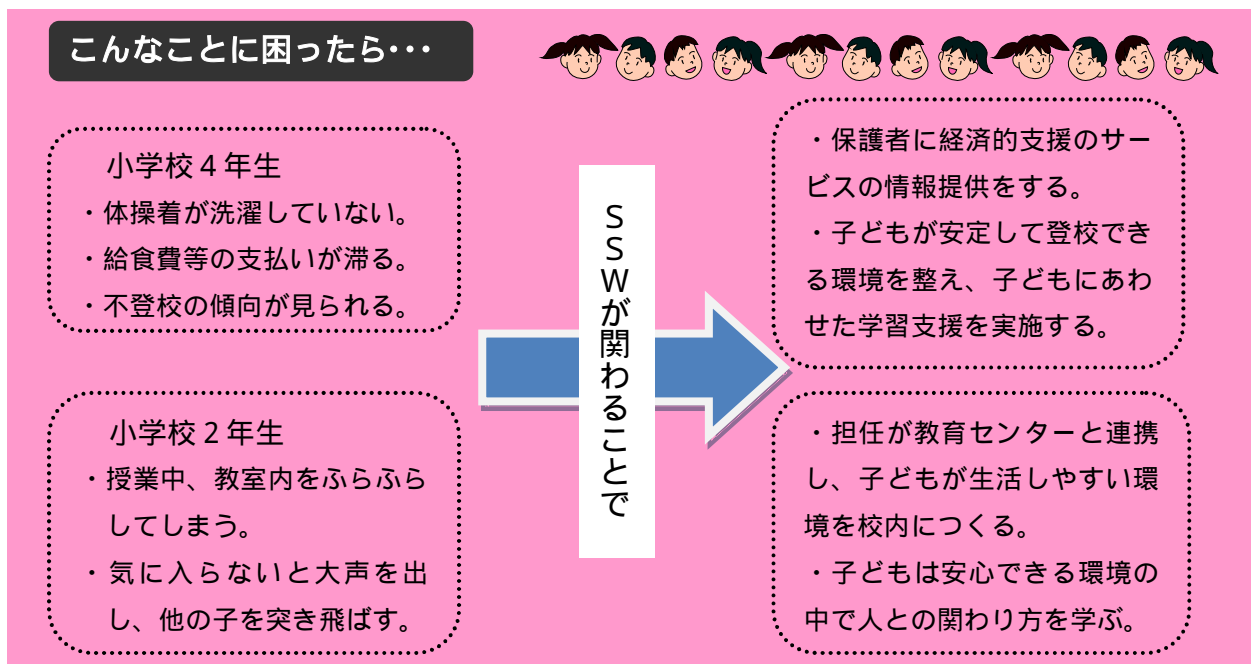 こんなことに困ったら･･･
小学校４年生
・体操着が洗濯していない。
・給食費等の支払いが滞る。
・不登校の傾向が見られる。
小学校２年生
・授業中、教室内をふらふら
してしまう。
・気に入らないと大声を出
し、他の子を突き飛ばす。
ＳＳＷが関わることで
・保護者に経済的支援のサー
ビスの情報提供をする。
・子どもが安定して登校でき
る環境を整え、子どもにあわ
せた学習支援を実施する。
・担任が教育センターと連携
し、子どもが生活しやすい環
境を校内につくる。
・子どもは安心できる環境の
中で人との関わり方を学ぶ。